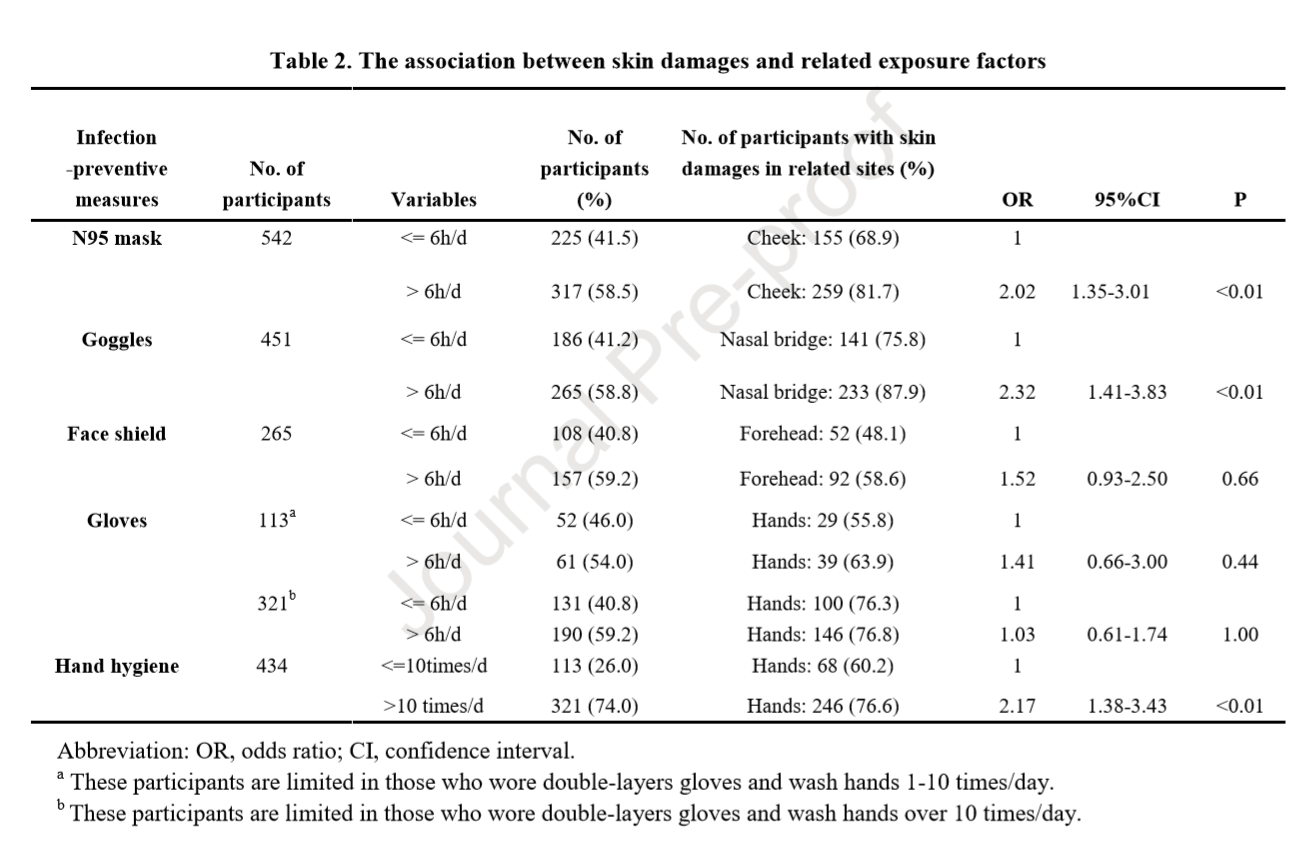 Table 2. The association between skin damages and related exposure factors
Infection
-preventive
measures
No. of
participants
Variables
No. of
participants
(%)
No. of participants with skin
damages in related sites (%)
OR
95%CI
P
N95 mask 542 <= 6h/d 225 (41.5) Cheek: 155 (68.9) 1
> 6h/d 317 (58.5) Cheek: 259 (81.7) 2.02 1.35-3.01 <0.01
Goggles 451 <= 6h/d 186 (41.2) Nasal bridge: 141 (75.8) 1
> 6h/d 265 (58.8) Nasal bridge: 233 (87.9) 2.32 1.41-3.83 <0.01
Face shield 265 <= 6h/d 108 (40.8) Forehead: 52 (48.1) 1
> 6h/d 157 (59.2) Forehead: 92 (58.6) 1.52 0.93-2.50 0.66
Gloves 113a <= 6h/d 52 (46.0) Hands: 29 (55.8) 1
> 6h/d 61 (54.0) Hands: 39 (63.9) 1.41 0.66-3.00 0.44
321b <= 6h/d 131 (40.8) Hands: 100 (76.3) 1
> 6h/d 190 (59.2) Hands: 146 (76.8) 1.03 0.61-1.74 1.00
Hand hygiene 434 <=10times/d 113 (26.0) Hands: 68 (60.2) 1
>10 times/d 321 (74.0) Hands: 246 (76.6) 2.17 1.38-3.43 <0.01
Abbreviation: OR, odds ratio; CI, confidence interval.
a These participants are limited in those who wore double-layers gloves and wash hands 1-10 times/day.
b These participants are limited in those who wore double-layers gloves and wash hands over 10 times/day.
Journal Pre-proof